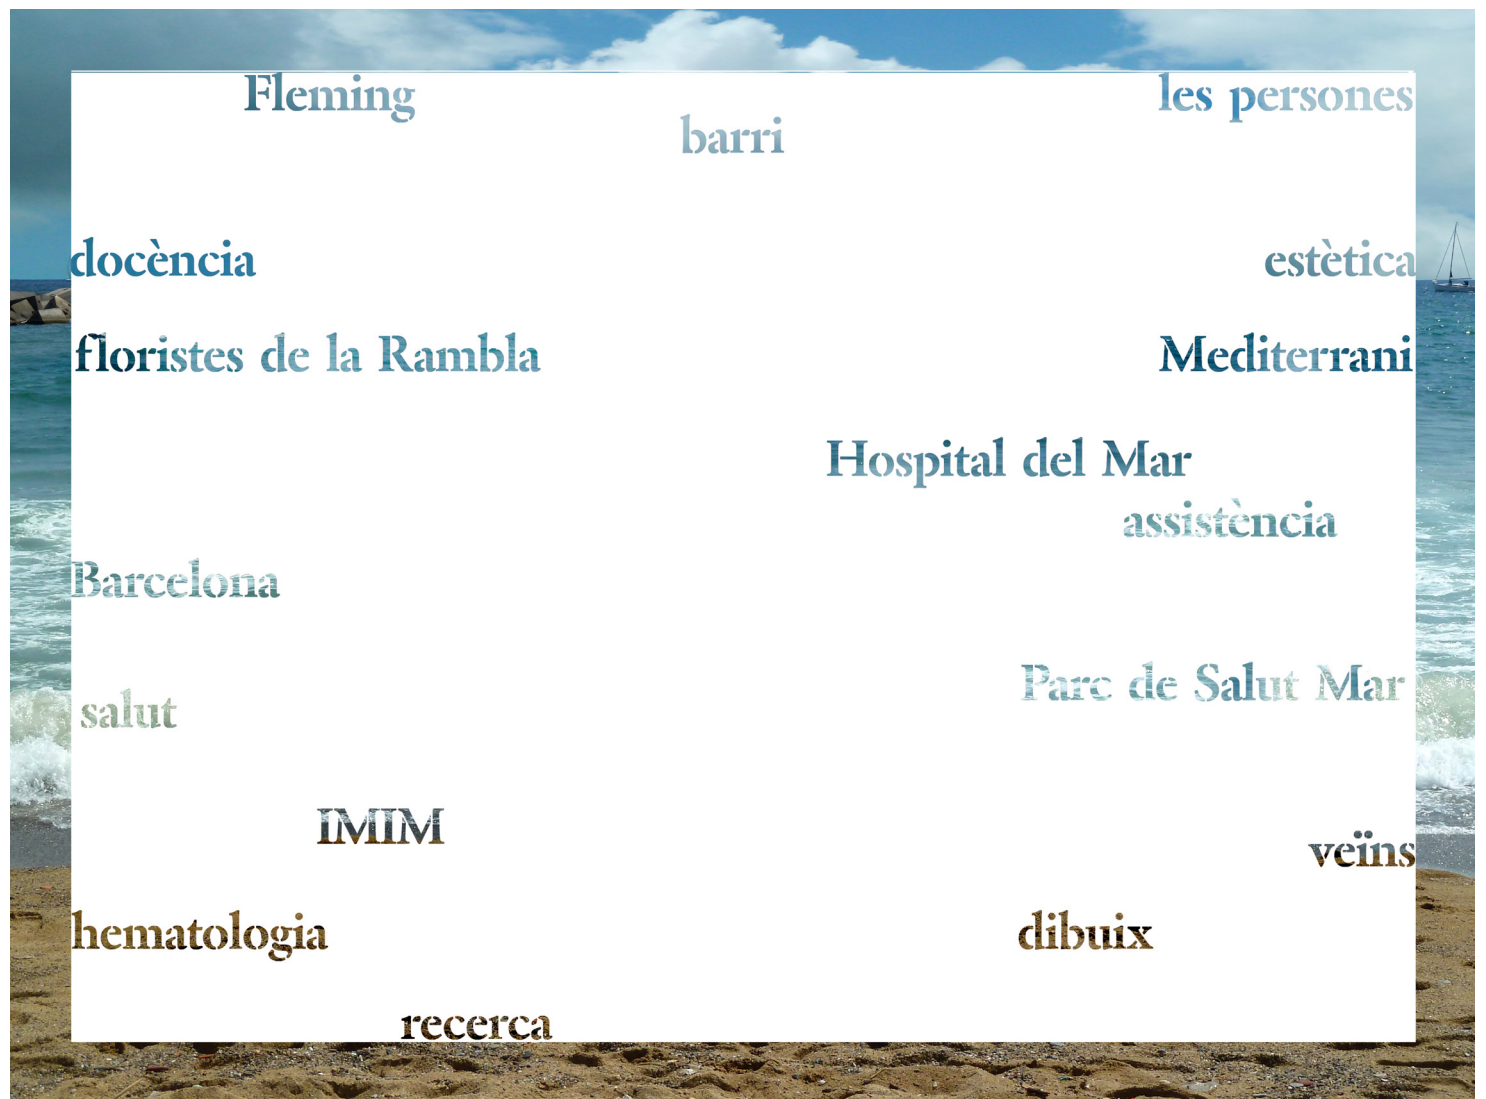 Fleming
les persones
barri
docència
estètica
floristes de la Rambla
Mediterrani
Hospital del Mar
assistència
Barcelona
Parc de Salut Mar
salut
IMIM
veïns
hematologia
dibuix
recerca